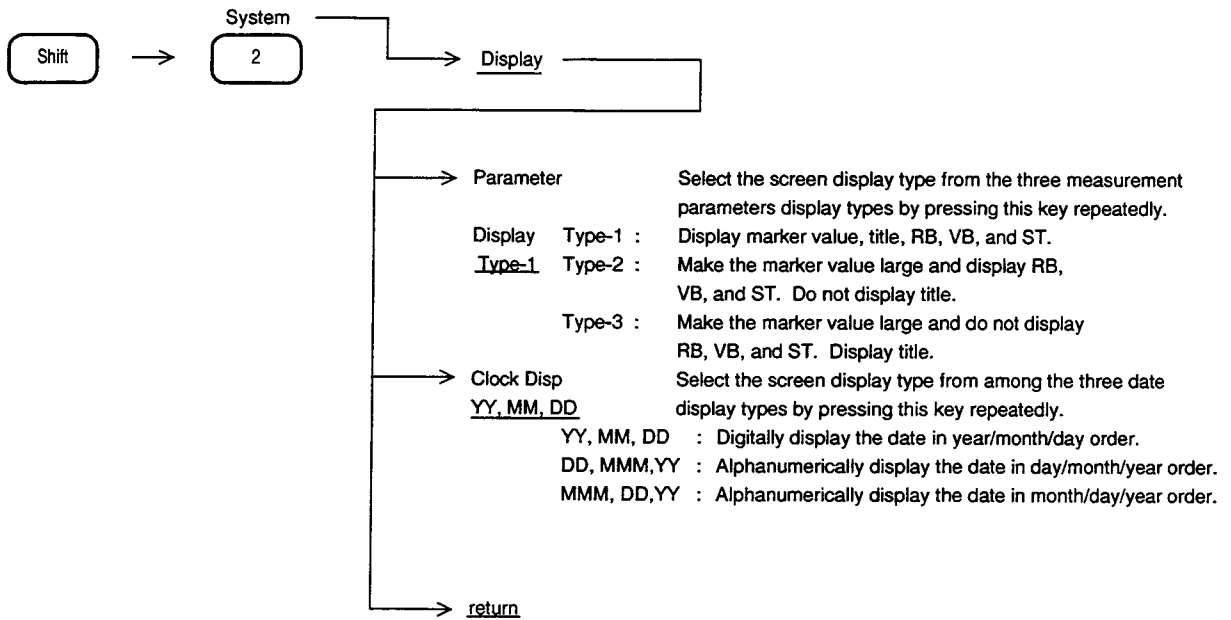 System
Shift
2
Display
Parameter Select the screen display type from the three measurement
parameters display types by pressing this key repeatedly.
Display Type-1 : Display marker value, title, RB, VB, and ST.
Type-1 Type-2 : Make the marker value large and display RB,
VB, and ST. Do not display title.
Type-3 : Make the marker value large and do not display
RB, VB, and ST. Display title.
Clock Disp Select the screen display type from among the three date
YY, MM, DD display types by pressing this key repeatedly.
YY, MM, DD : Digitally display the date in year/month/day order.
DD, MMM,YY : Alphanumerically display the date in day/month/year order.
MMM, DD,YY : Alphanumerically display the date in month/day/year order.
return